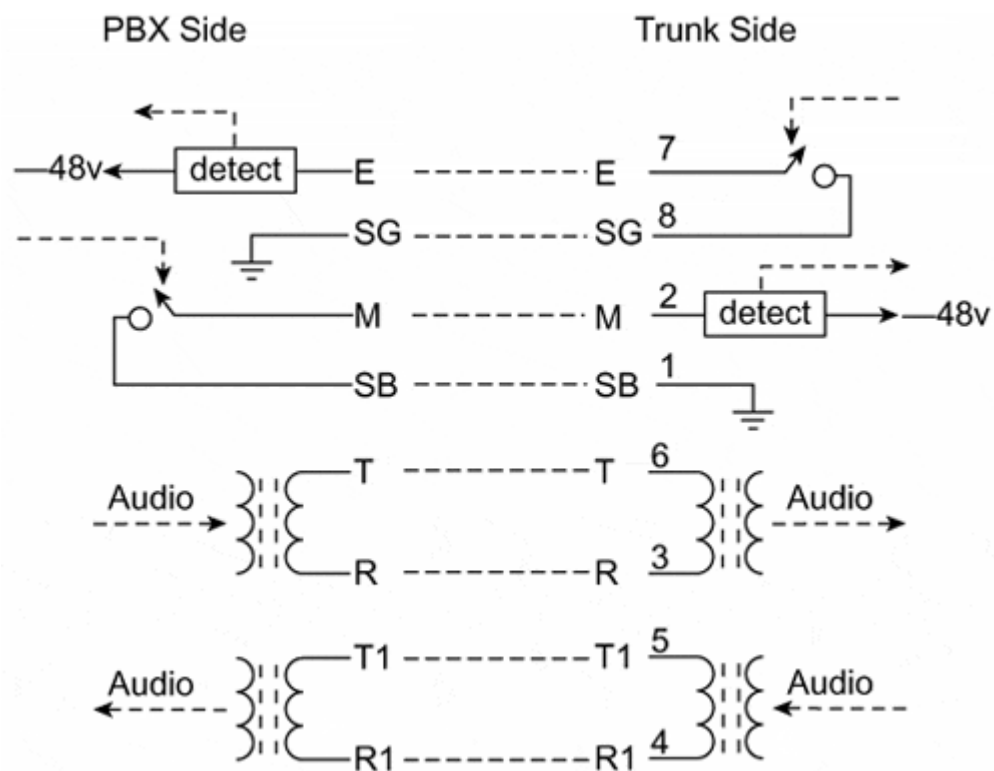 PBX Side Trunk Side
—48v detect E E 7
SG SG 8
M M 2 detect —48v
SB SB 1
Audio T T 6 Audio
R R 3
Audio T1 T1 5 Audio
R1 R1 4